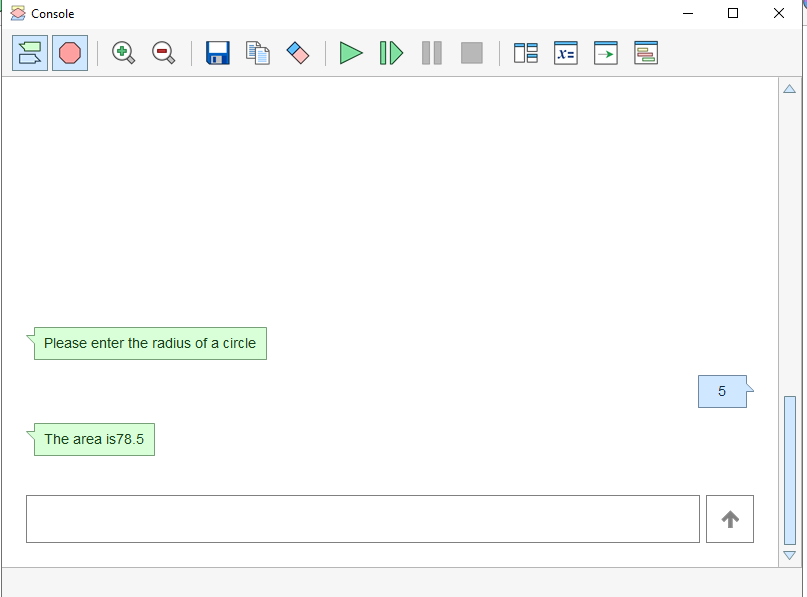 Console
x=
Please enter the radius of a circle
5
The area is78.5